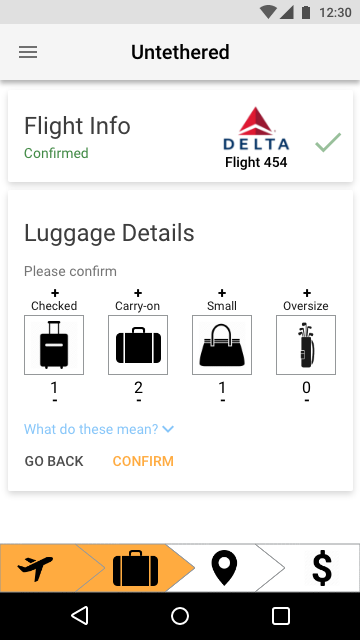 12:30
Untethered
Flight Info
Confirmed
DELTA
Flight 454
Luggage Details
Please confirm
+ + + +
Checked Carry-on Small Oversize
1 2 1 0
- - - -
What do these mean?
GO BACK CONFIRM
$